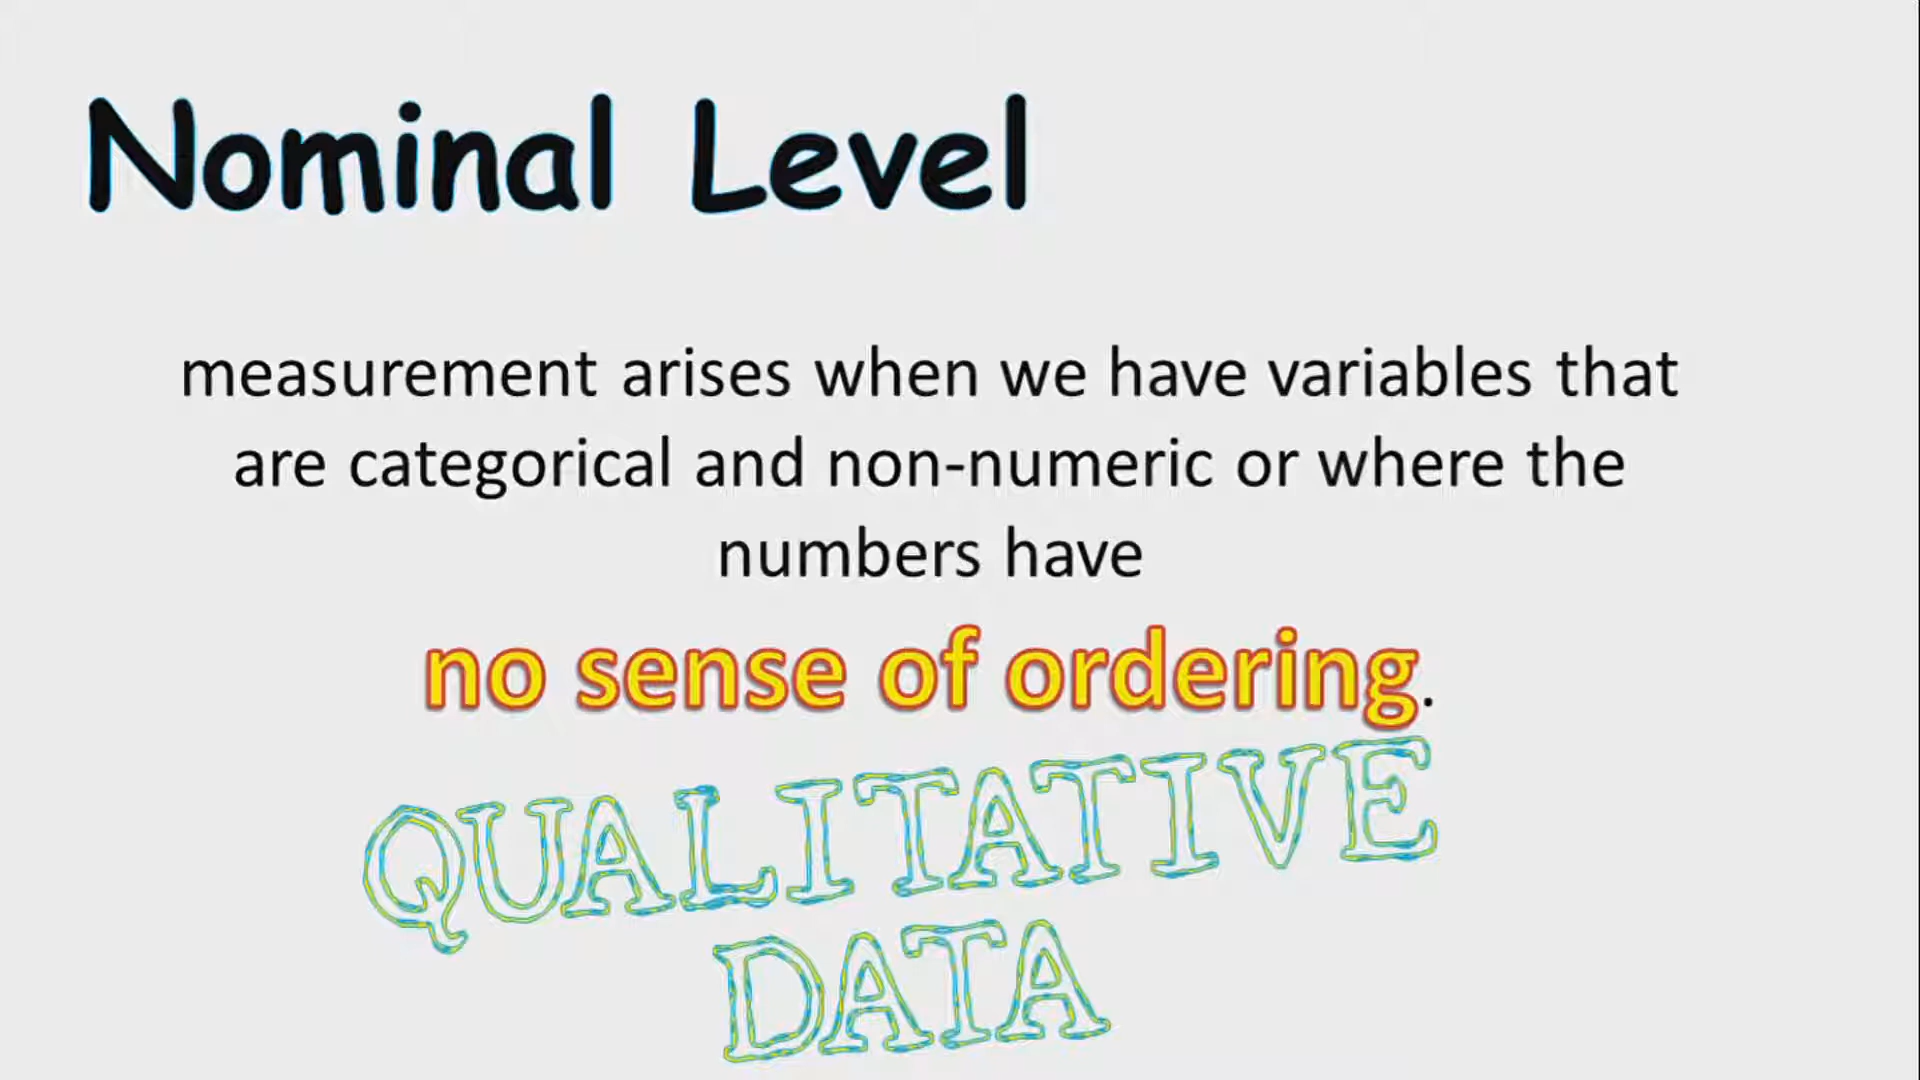 Nominal Level
measurement arises when we have variables that
are categorical and non-numeric or where the
numbers have
no sense of ordering.
QUALITATIVE
DATA